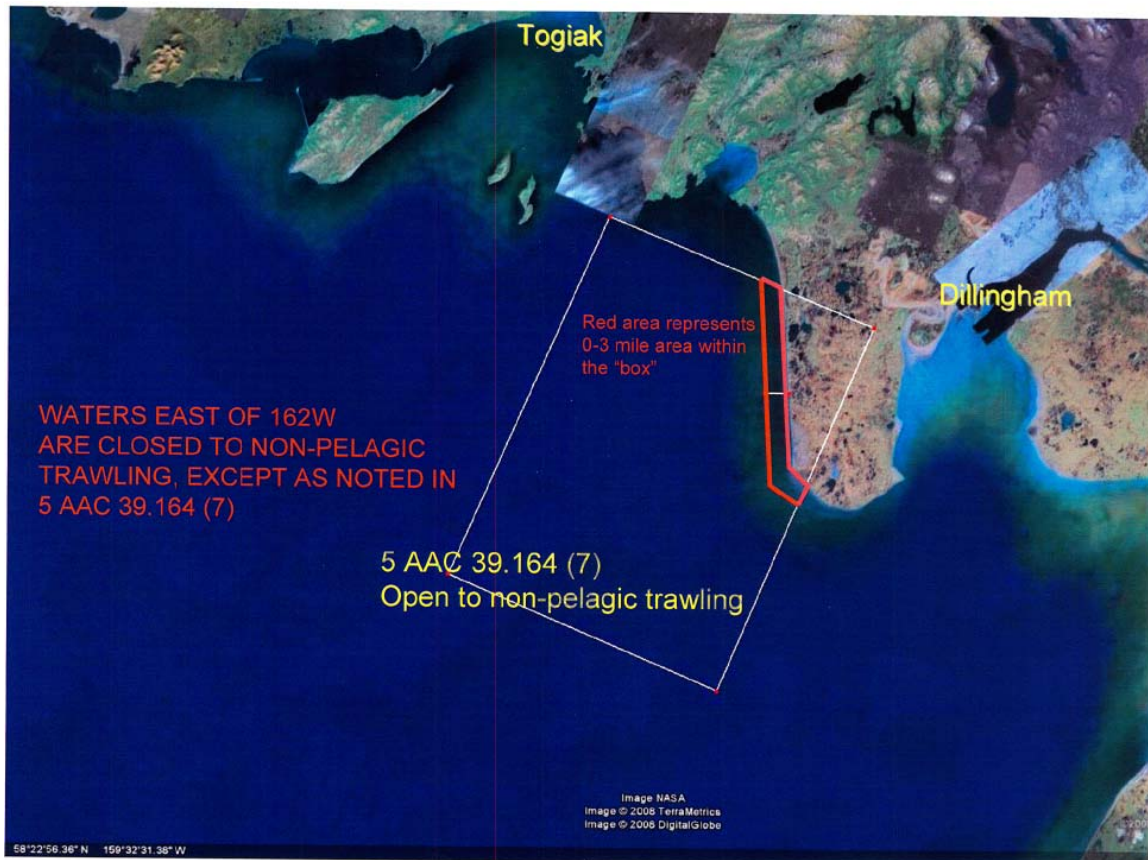 Togiak
Dillingham
Red area represents
0-3 mile area within
the "box"
WATERS EAST OF 162W
ARE CLOSED TO NON-PELAGIC
TRAWLING, EXCEPT AS NOTED IN
5 AAC 39.164 (7)
5 AAC 39.164 (7)
Open to non-pelagic trawling
Image NASA
Image © 2008 TerraMetrics
Image © 2008 DigitalGlobe
58°22'56.36" N 159°32'31.38" W